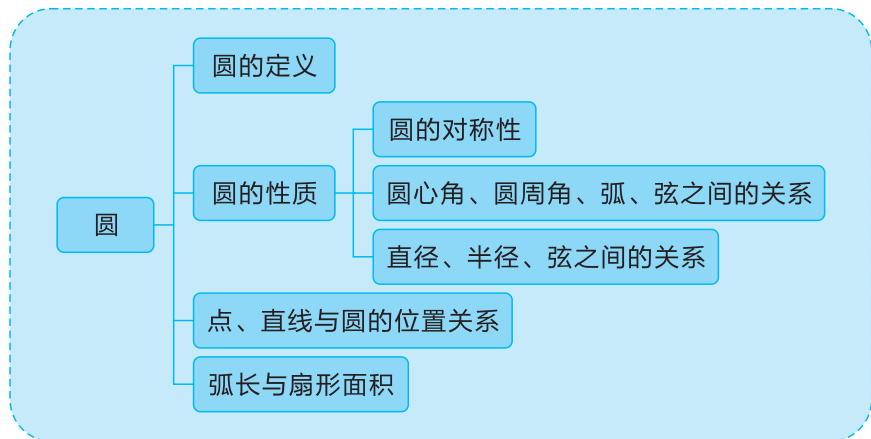 圆
圆的定义
圆的性质
圆的对称性
圆心角、圆周角、弧、弦之间的关系
直径、半径、弦之间的关系
点、直线与圆的位置关系
弧长与扇形面积